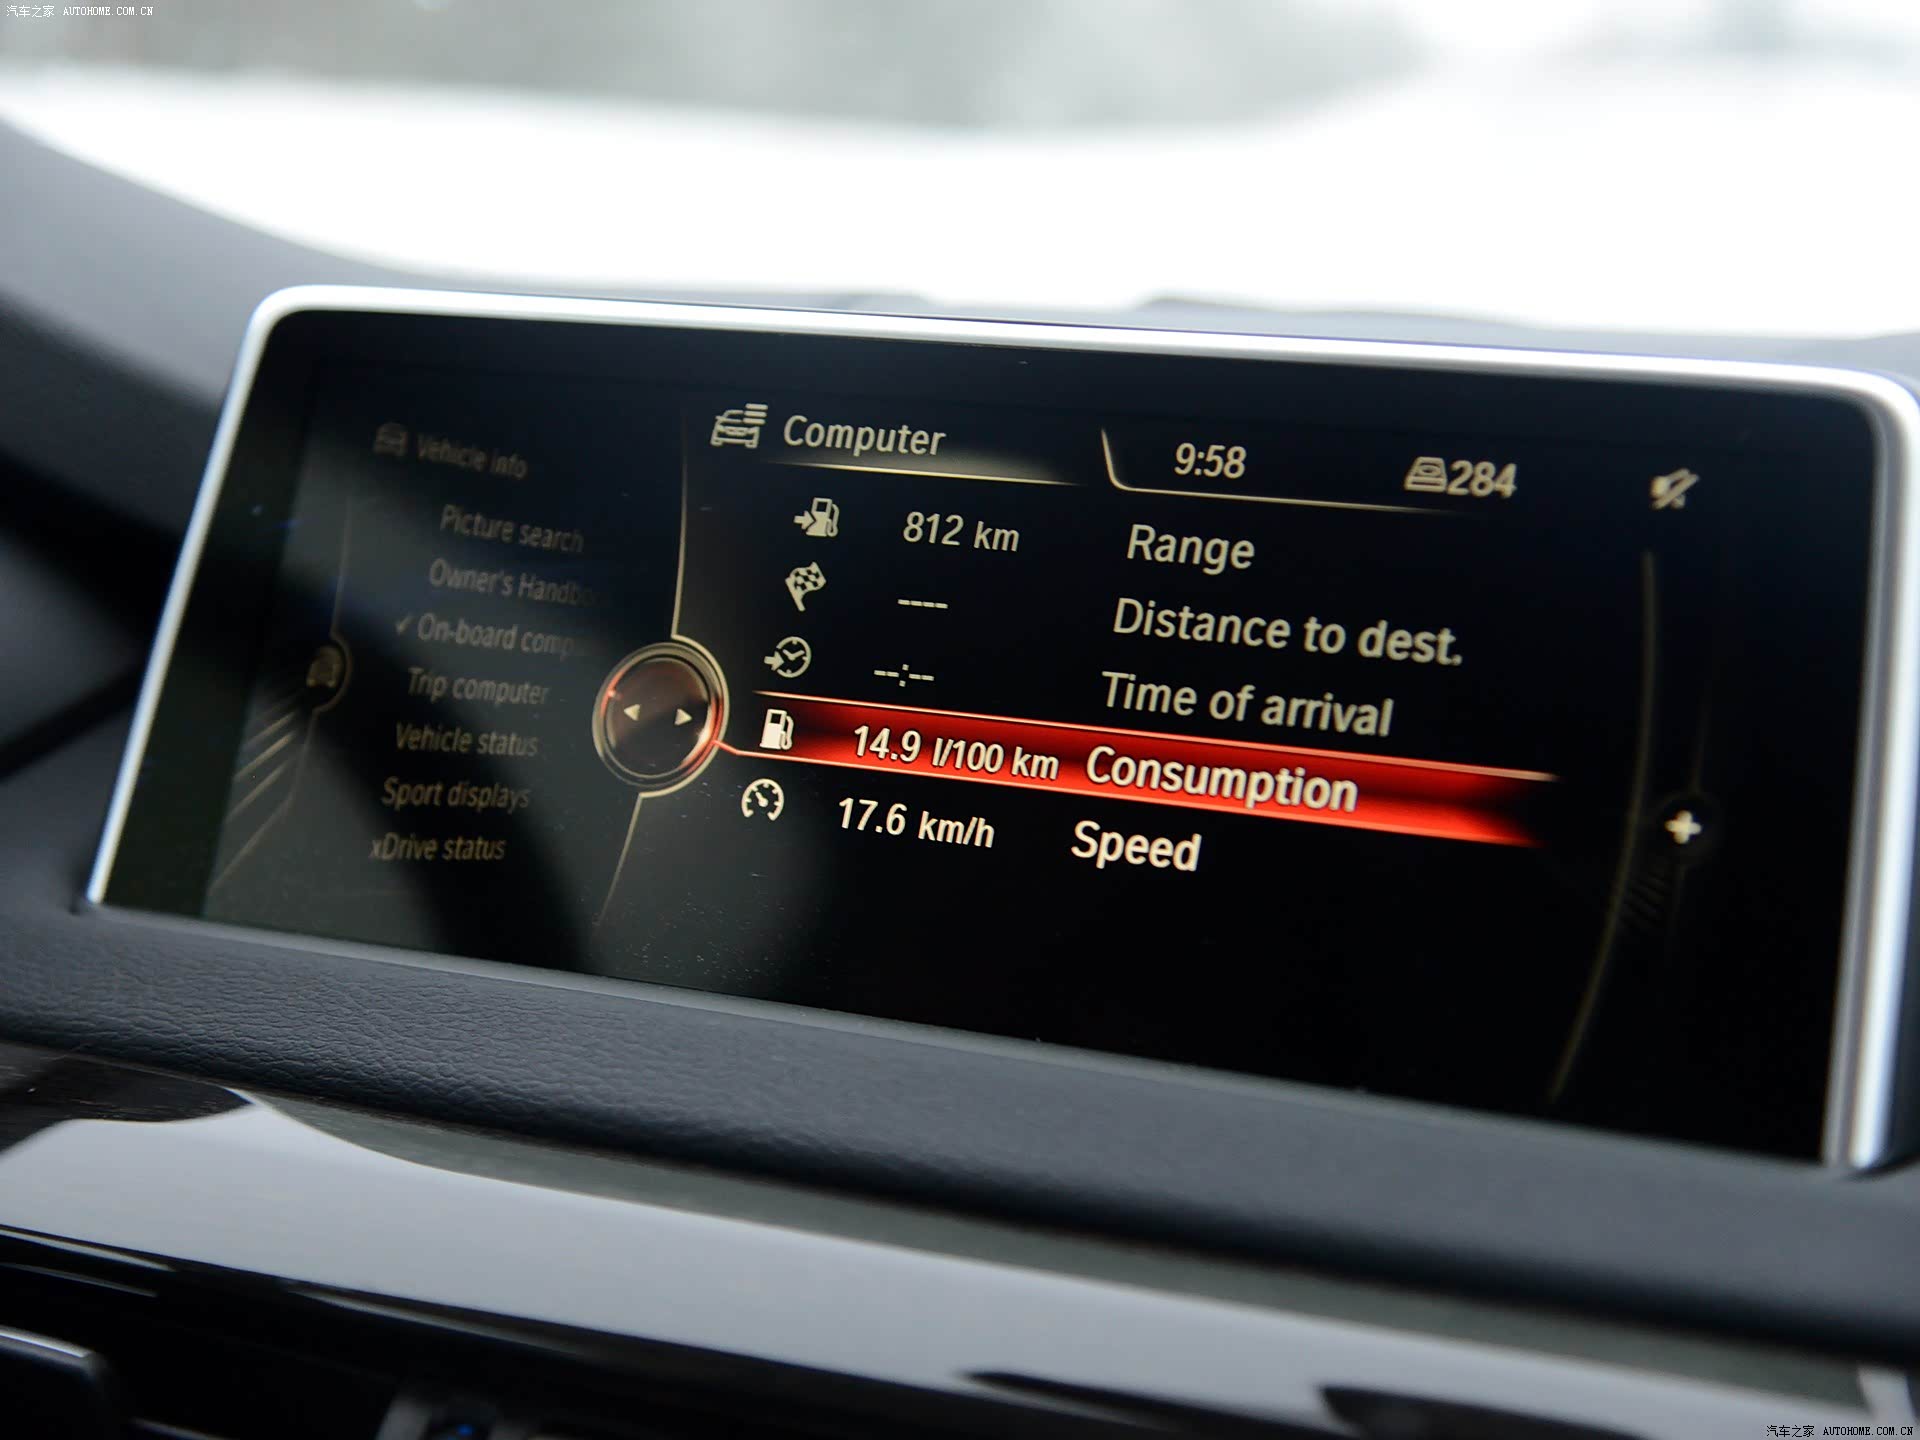 汽车之家 AUTOHOME.COM.CN
Vehicle info
Picture search
Owner's Handbo
✓ On-board comp
Trip computer
Vehicle status
Sport displays
xDrive status
Computer
9:58
284
812 km Range
---- Distance to dest.
--:-- Time of arrival
14.9 l/100 km Consumption
17.6 km/h Speed
汽车之家 AUTOHOME.COM.CN